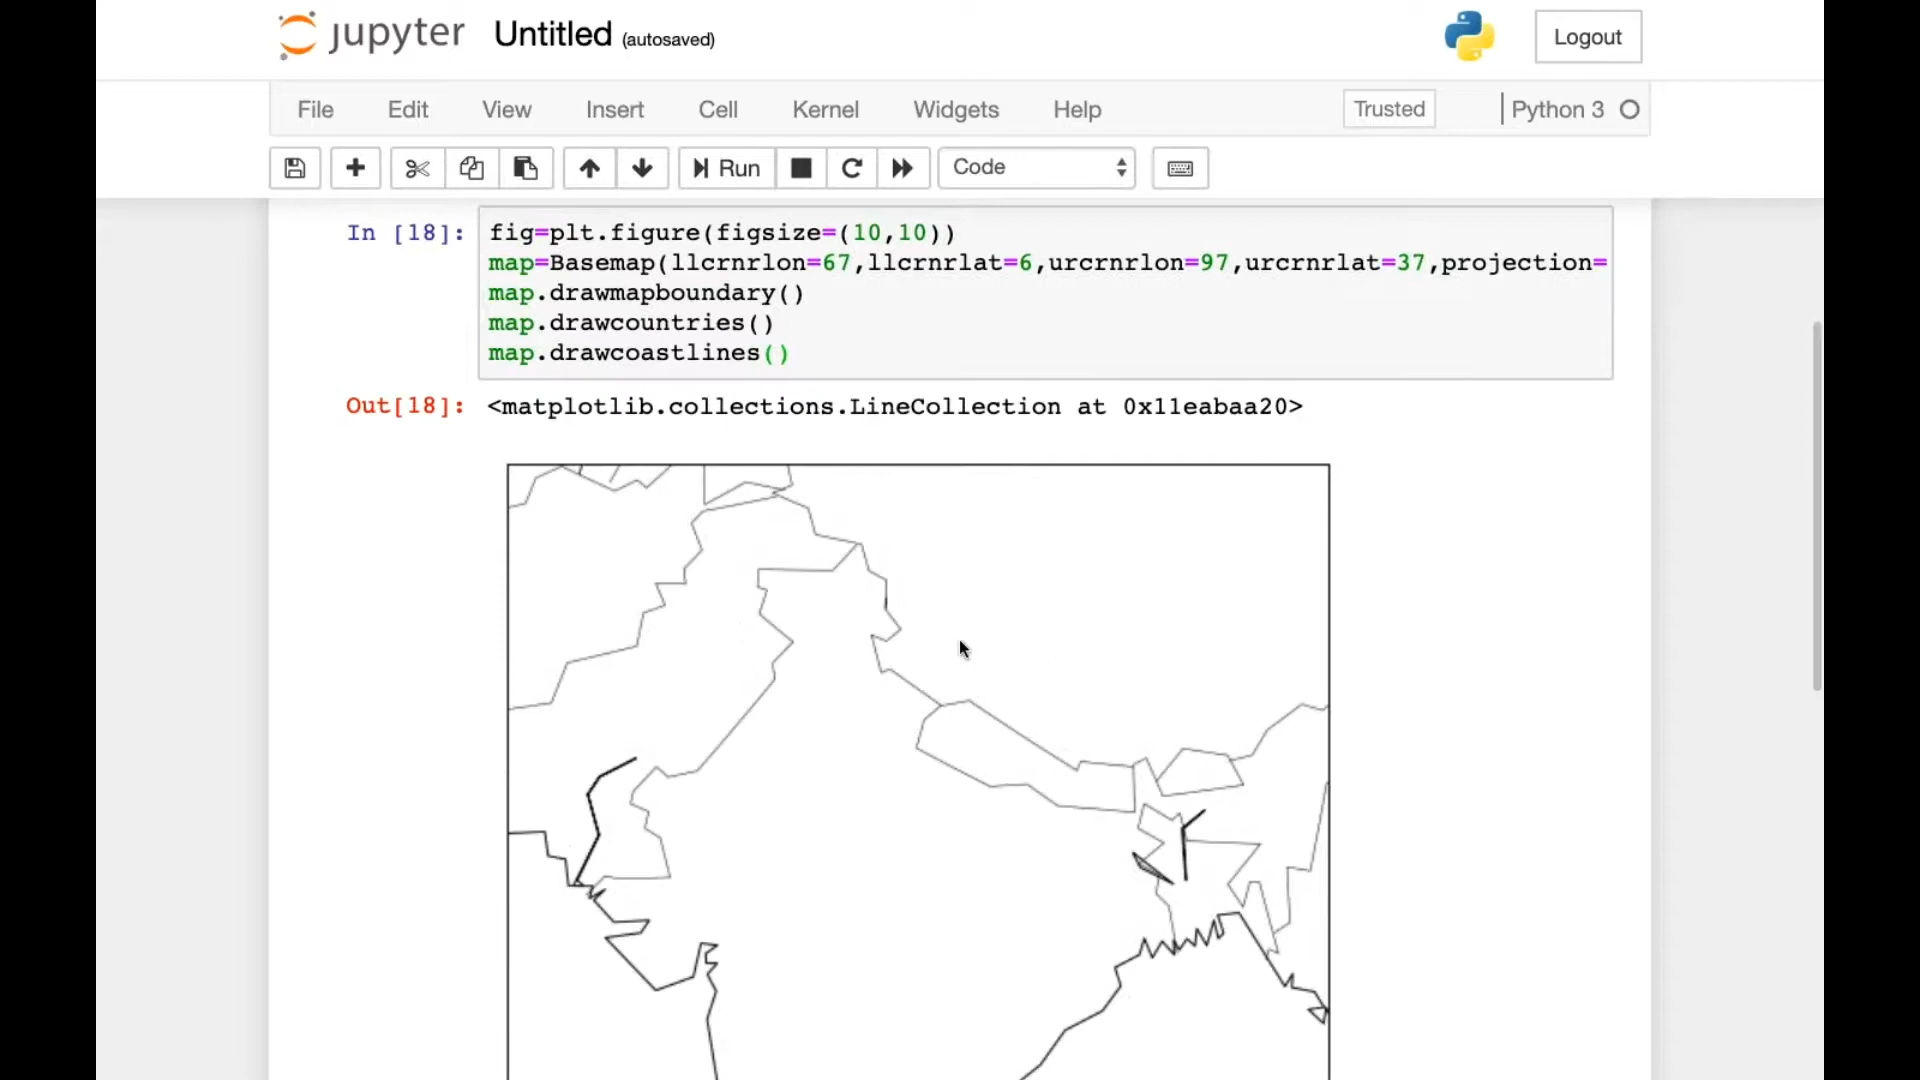 jupyter Untitled (autosaved) Logout
File Edit View Insert Cell Kernel Widgets Help Trusted Python 3
Run Code
In [18]: fig=plt.figure(figsize=(10,10))
map=Basemap(llcrnrlon=67,llcrnrlat=6,urcrnrlon=97,urcrnrlat=37,projection=
map.drawmapboundary()
map.drawcountries()
map.drawcoastlines()
Out[18]: <matplotlib.collections.LineCollection at 0x11eabaa20>